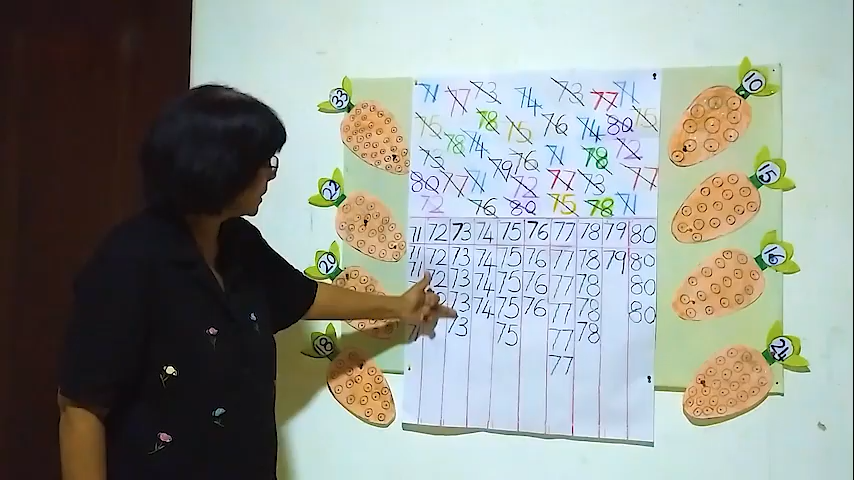 33
22
20
18
71 77 73 74 73 77 71
75 78 75 76 74 80 75
73 78 74 79 76 71 78 72
80 77 71 72 77 73 77
72 76 80 75 78 71
71 72 73 74 75 76 77 78 79 80
71 72 73 74 75 76 77 78 79 80
71 72 73 74 75 76 77 78 80
73 74 75 76 77 78 80
73 75 77 78
77
10
15
16
24